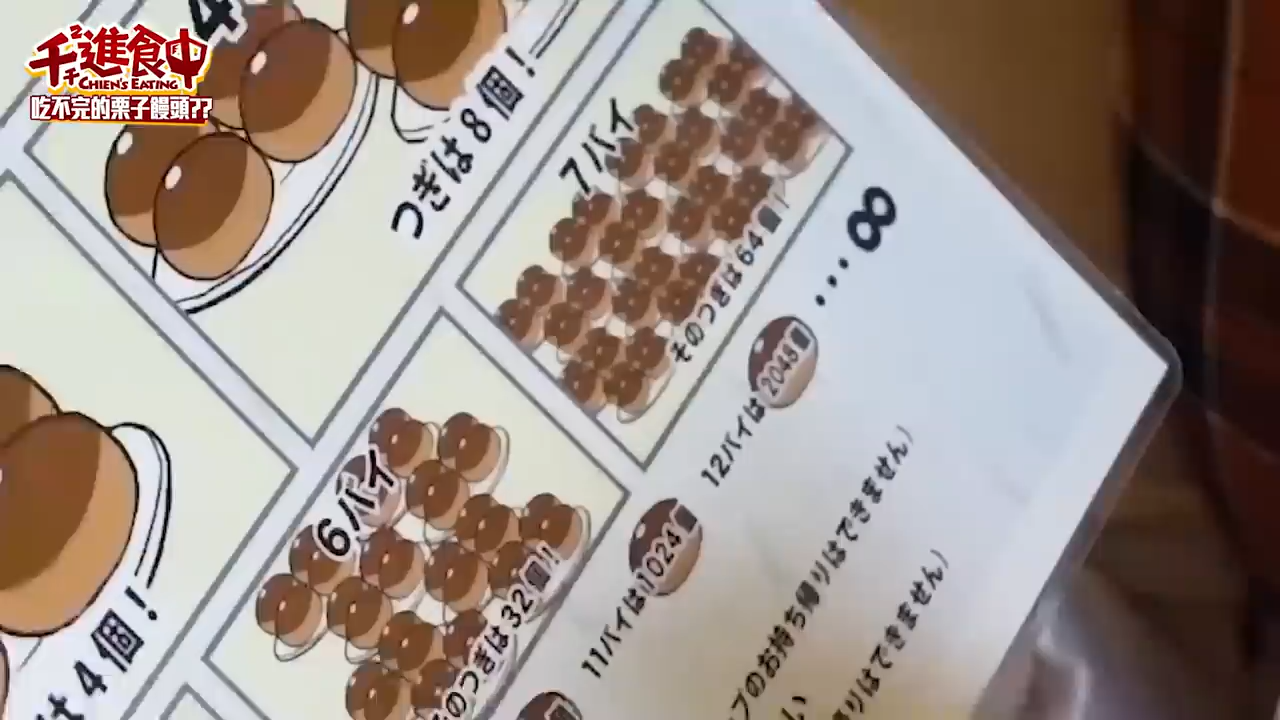 千千進食中
CHIEN'S EATING
吃不完的栗子饅頭??
4
つぎは8個!
は4個!
7バイ
そのつぎは64個!
6バイ
そのつぎは32個!!
11バイは1024個
12バイは2048個
...∞
プのお持ち帰りはできません)
い
帰りはできません)